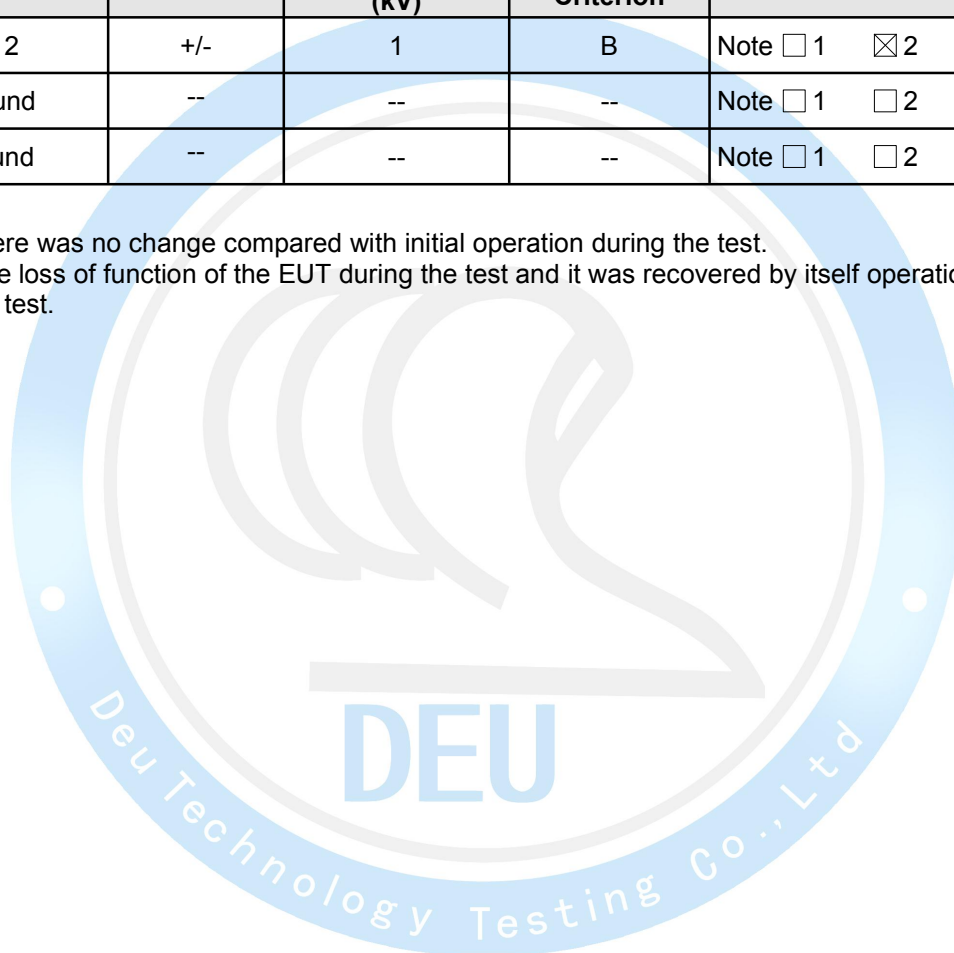 (kV) Criterion
2 +/- 1 B Note ☐ 1 ☒ 2
und -- -- -- Note ☐ 1 ☐ 2
und -- -- -- Note ☐ 1 ☐ 2
ere was no change compared with initial operation during the test.
e loss of function of the EUT during the test and it was recovered by itself operatio
test.
DEU
Deu Technology Testing Co., Ltd